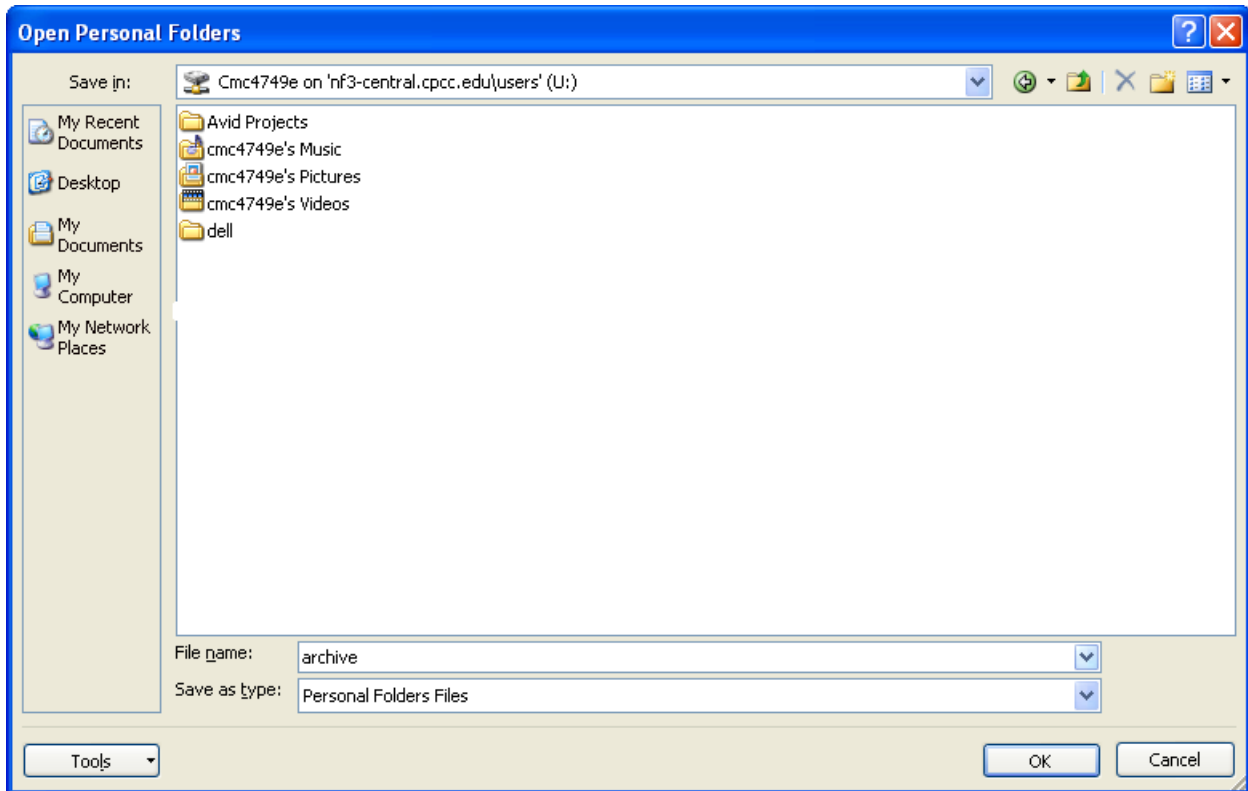 Open Personal Folders
Save in:
Cmc4749e on 'nf3-central.cpcc.edu\users' (U:)
My Recent
Documents
Desktop
My
Documents
My
Computer
My Network
Places
Avid Projects
cmc4749e's Music
cmc4749e's Pictures
cmc4749e's Videos
dell
File name:
archive
Save as type:
Personal Folders Files
Tools
OK
Cancel